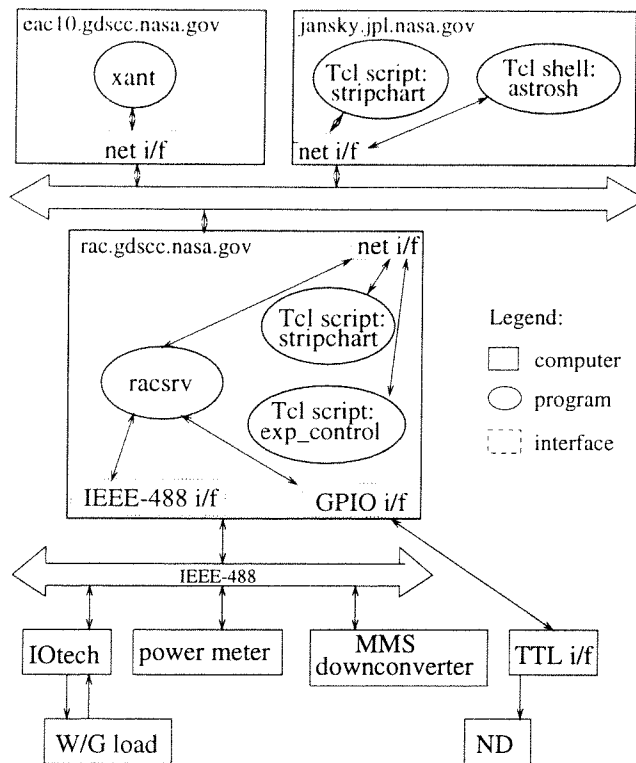 eac10.gdscc.nasa.gov
xant
net i/f
jansky.jpl.nasa.gov
Tcl script:
stripchart
Tcl shell:
astrosh
net i/f
rac.gdscc.nasa.gov
net i/f
Tcl script:
stripchart
racsrv
Tcl script:
exp_control
IEEE-488 i/f
GPIO i/f
Legend:
computer
program
interface
IEEE-488
IOtech
power meter
MMS
downconverter
TTL i/f
W/G load
ND